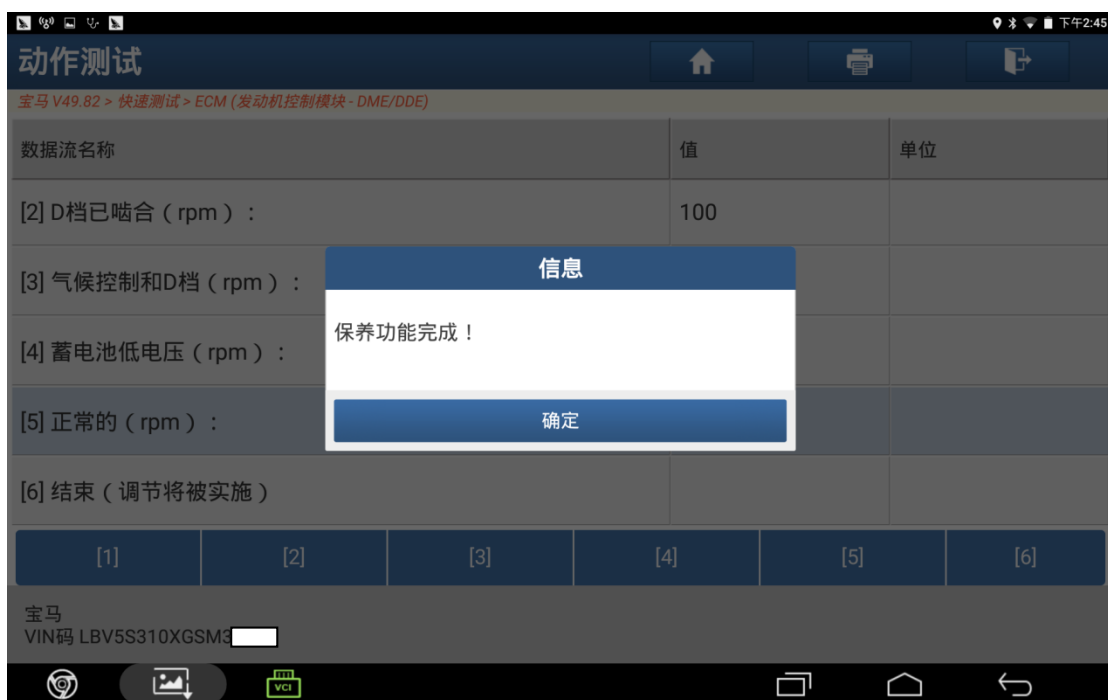 下午2:45
动作测试
宝马 V49.82 > 快速测试 > ECM (发动机控制模块 - DME/DDE)
数据流名称 值 单位
[2] D档已啮合（rpm）： 100
[3] 气候控制和D档（rpm）：
[4] 蓄电池低电压（rpm）：
[5] 正常的（rpm）：
[6] 结束（调节将被实施）
信息
保养功能完成！
确定
[1] [2] [3] [4] [5] [6]
宝马
VIN码 LBV5S310XGSM3
VCI